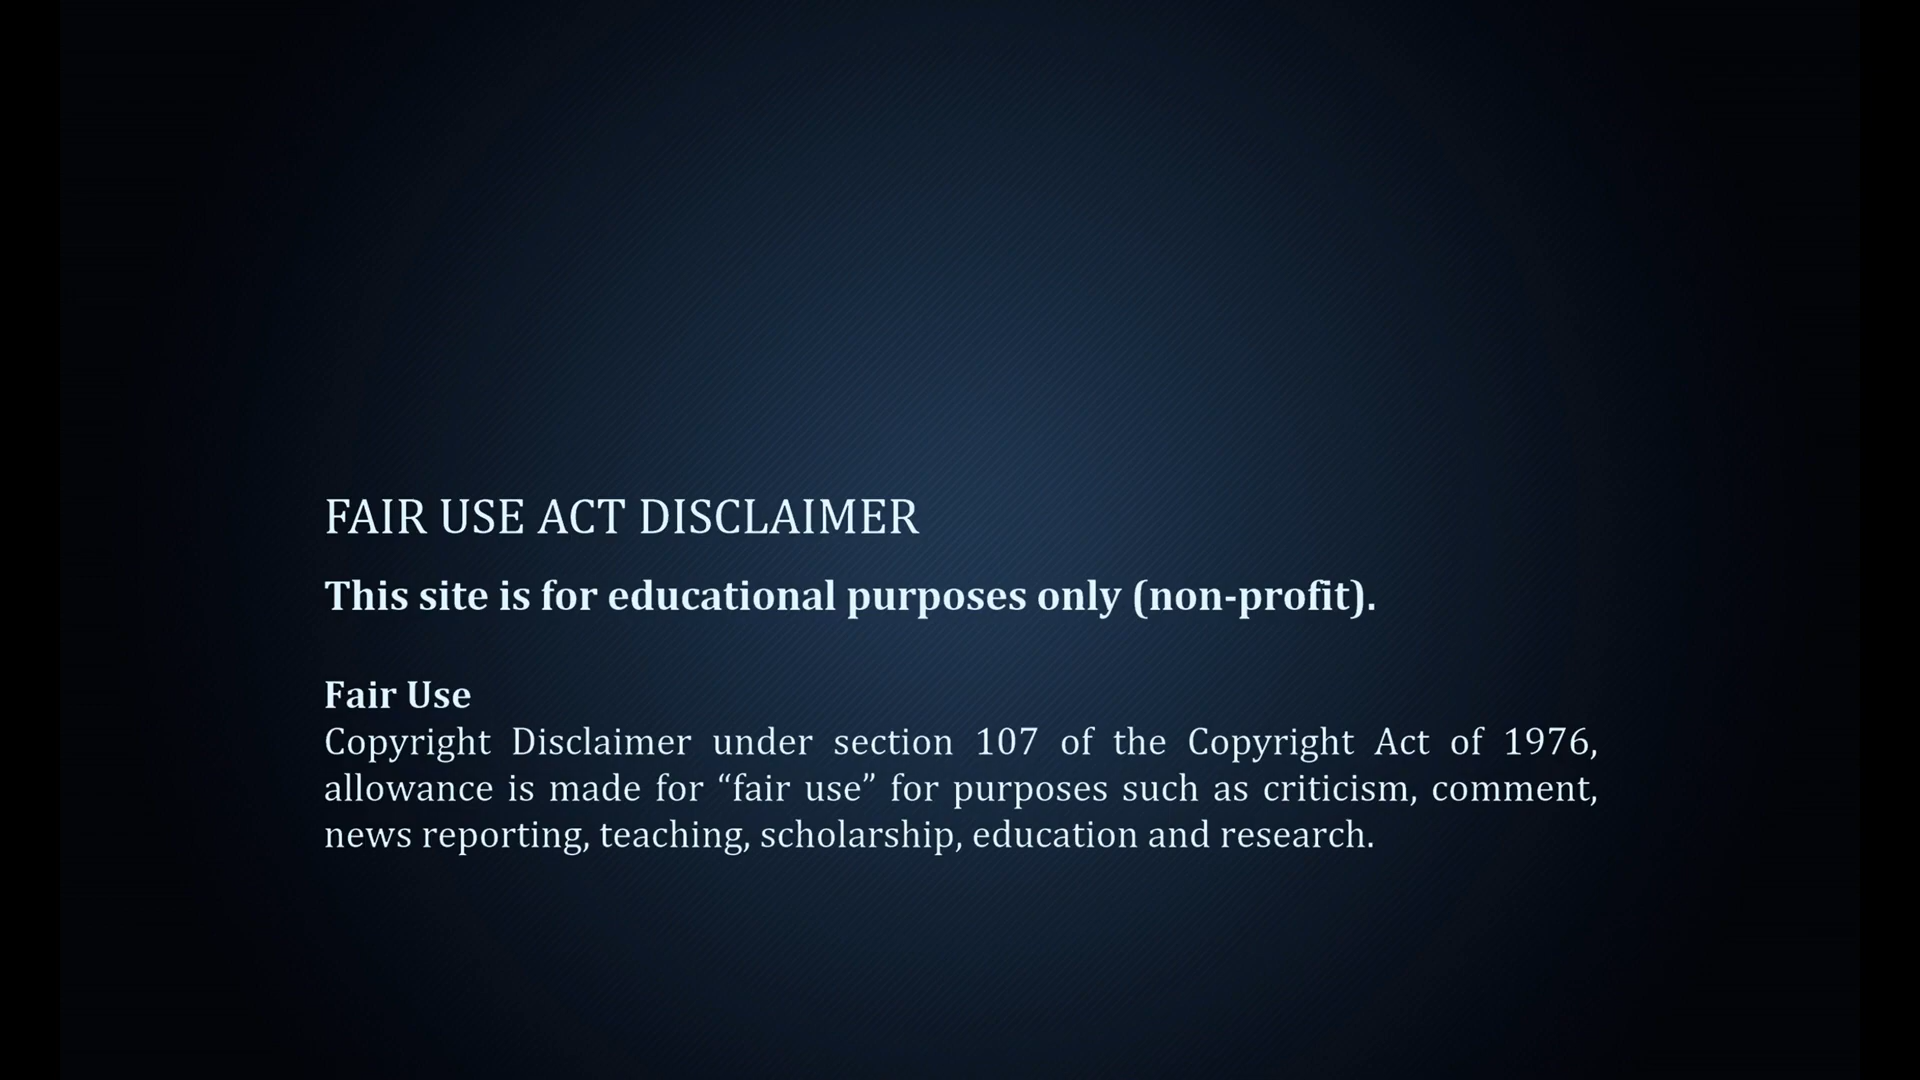 FAIR USE ACT DISCLAIMER
This site is for educational purposes only (non-profit).
Fair Use
Copyright Disclaimer under section 107 of the Copyright Act of 1976,
allowance is made for “fair use” for purposes such as criticism, comment,
news reporting, teaching, scholarship, education and research.